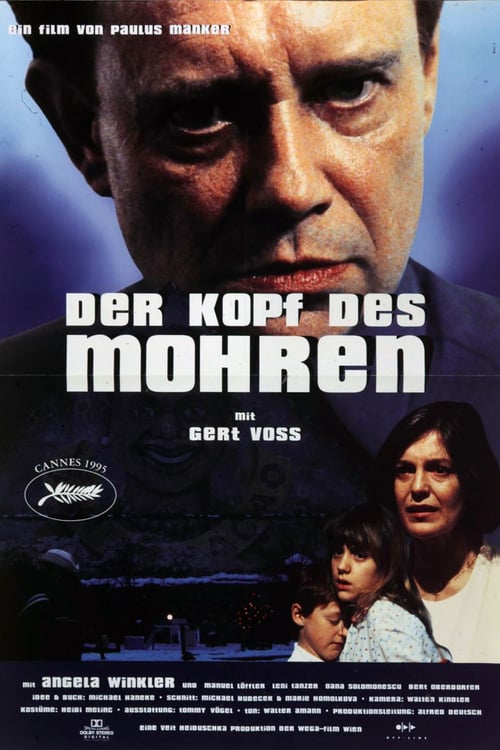 ein film von PAULUS MANKER
DER KOPF DES
MOHREN
mit
GERT VOSS
CANNES 1995
mit ANGELA WINKLER und MANUEL LÖFFLER LENI TANZER DANA SOLOMONESCU BERT OBERDORFER
IDEE & BUCH: MICHAEL HANEKE · SCHNITT: MICHAEL HUDECEK & MARIE HOMOLKOVA · KAMERA: WALTER KINDLER
KOSTÜME: HEIDI MELINC · AUSSTATTUNG: TOMMY VÖGEL · TON: WALTER AMANN · PRODUKTIONSLEITUNG: ALFRED DEUTSCH
DOLBY STEREO
DIGITAL
EINE VEIT HEIDUSCHKA PRODUKTION DER WEGA-FILM WIEN